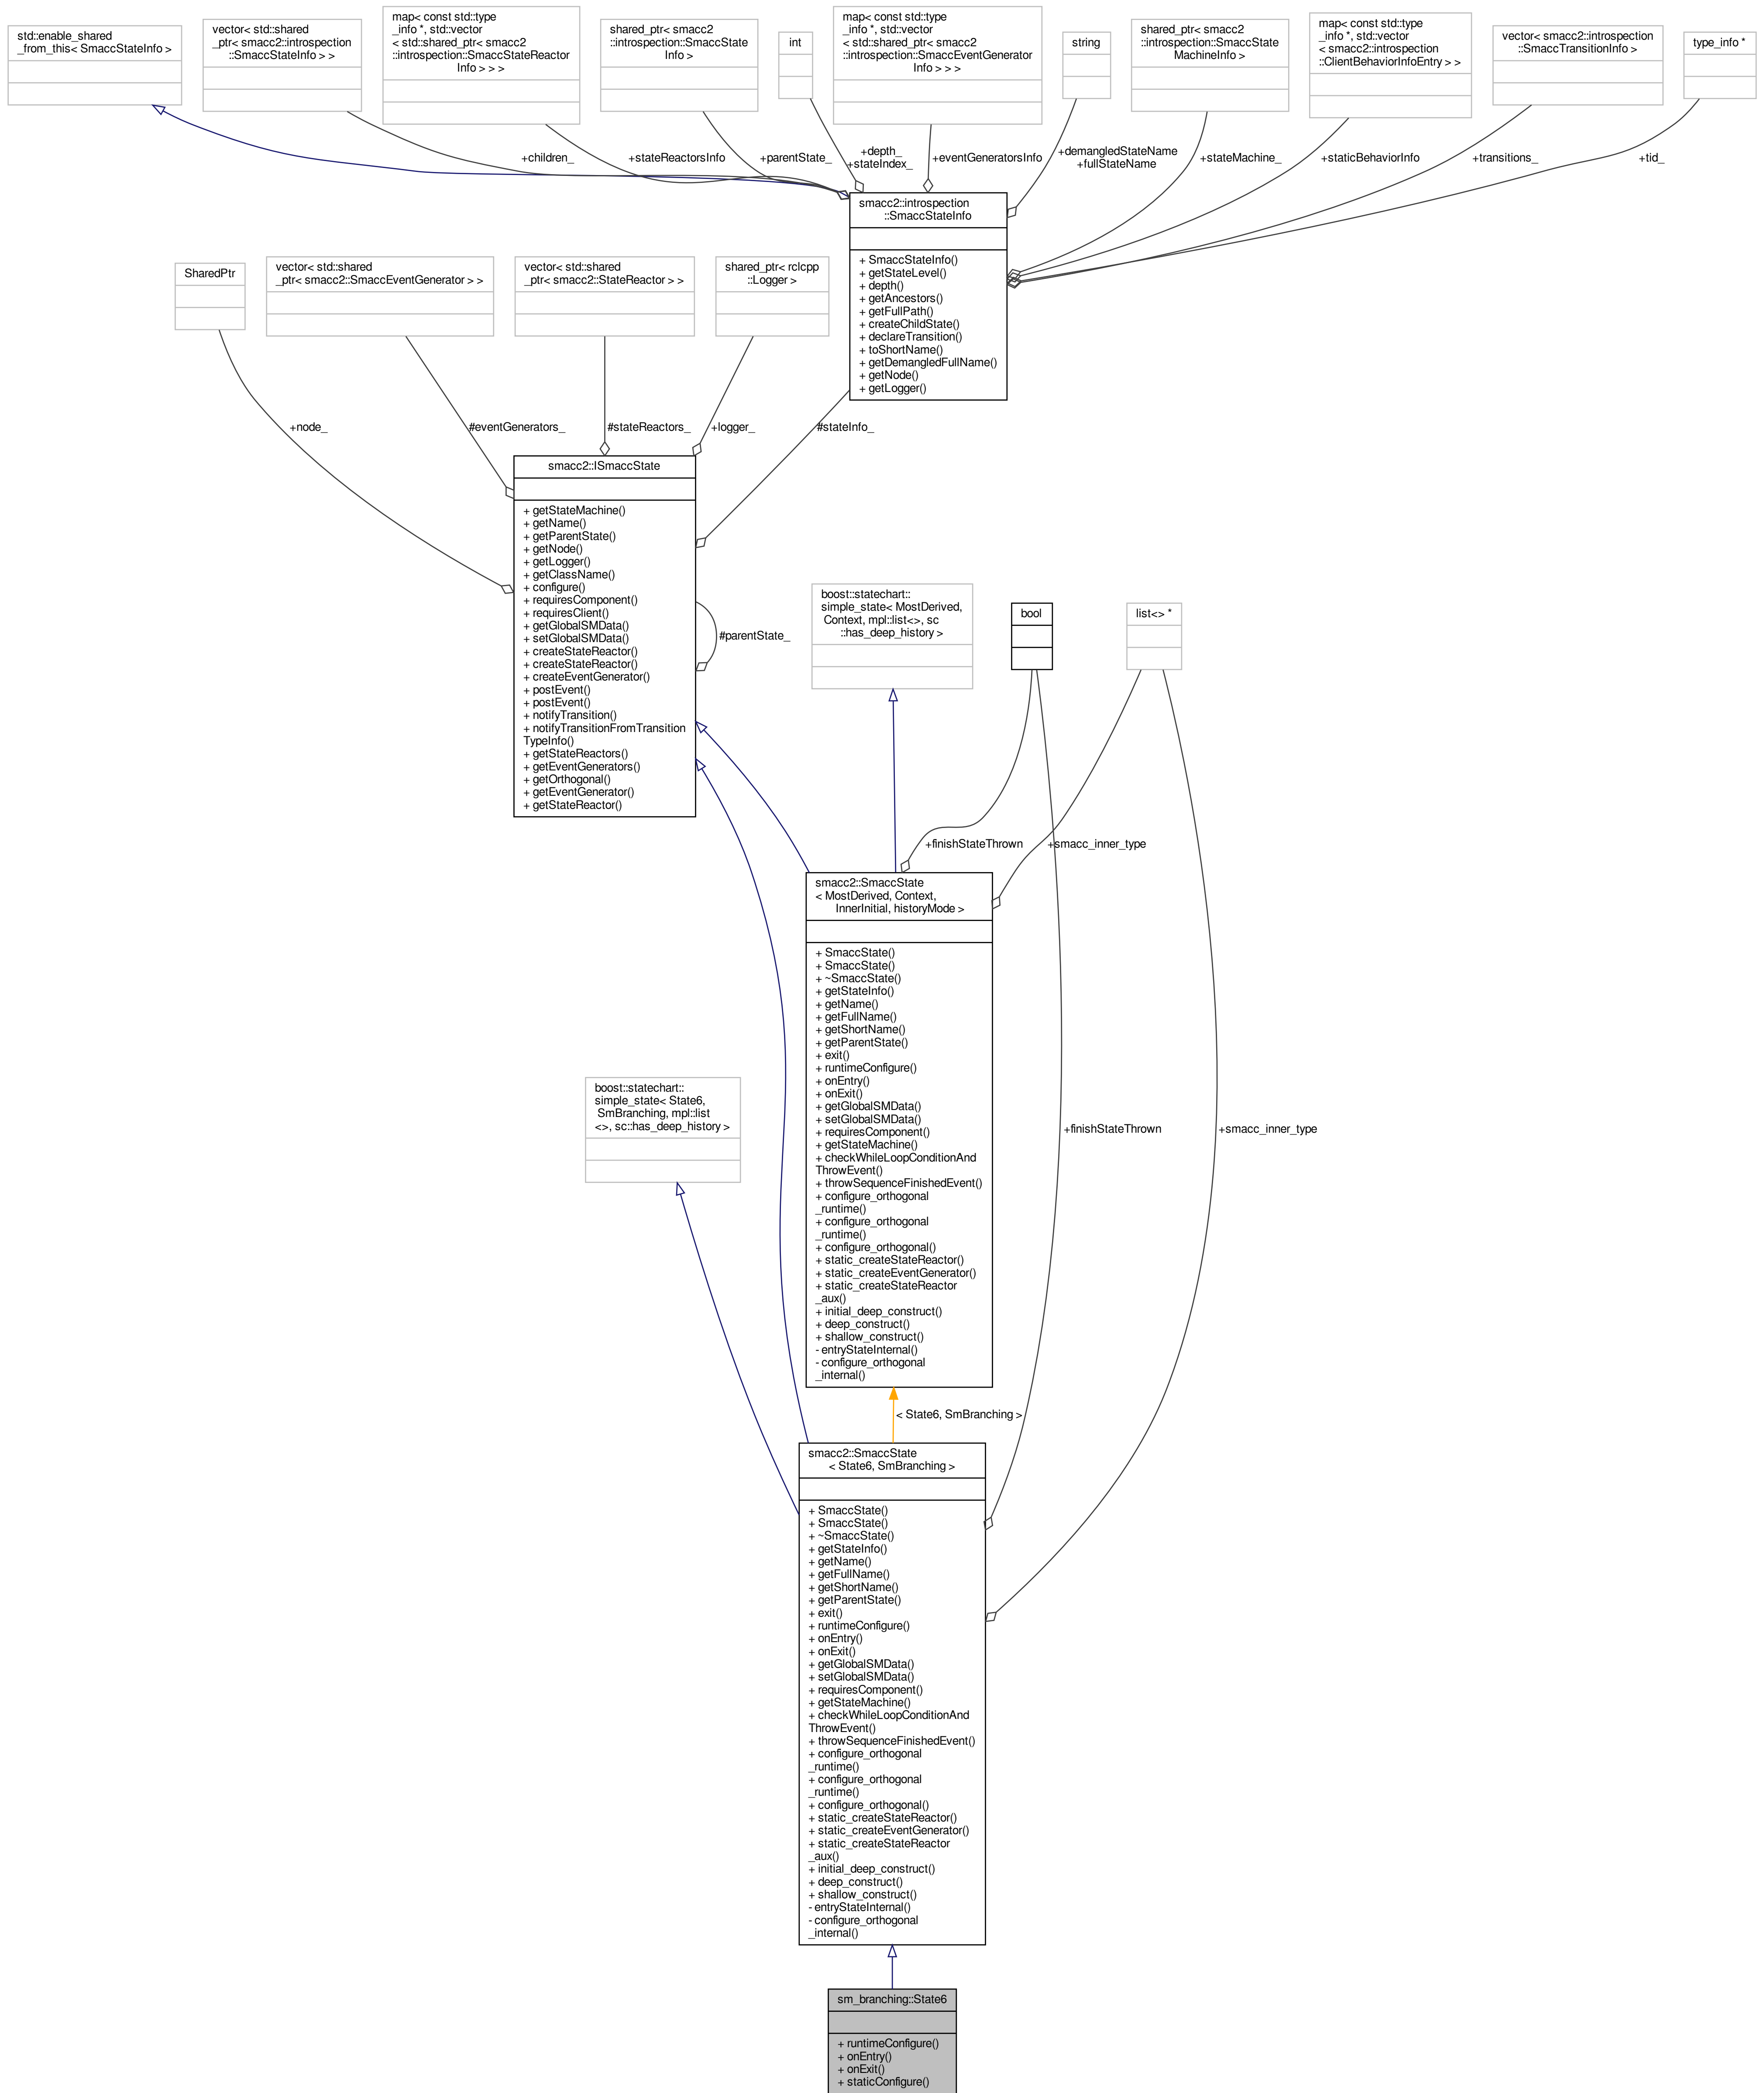 std::enable_shared
_from_this< SmaccStateInfo >
vector< std::shared
_ptr< smacc2::introspection
::SmaccStateInfo > >
map< const std::type
_info *, std::vector
< std::shared_ptr< smacc2
::introspection::SmaccStateReactor
Info > > >
shared_ptr< smacc2
::introspection::SmaccState
Info >
int
map< const std::type
_info *, std::vector
< std::shared_ptr< smacc2
::introspection::SmaccEventGenerator
Info > > >
string
shared_ptr< smacc2
::introspection::SmaccState
MachineInfo >
map< const std::type
_info *, std::vector
< smacc2::introspection
::ClientBehaviorInfoEntry > >
vector< smacc2::introspection
::SmaccTransitionInfo >
type_info *
+children_
+stateReactorsInfo
+parentState_
+depth_
+stateIndex_
+eventGeneratorsInfo
+demangledStateName
+fullStateName
+stateMachine_
+staticBehaviorInfo
+transitions_
+tid_
smacc2::introspection
::SmaccStateInfo
+ SmaccStateInfo()
+ getStateLevel()
+ depth()
+ getAncestors()
+ getFullPath()
+ createChildState()
+ declareTransition()
+ toShortName()
+ getDemangledFullName()
+ getNode()
+ getLogger()
SharedPtr
vector< std::shared
_ptr< smacc2::SmaccEventGenerator > >
vector< std::shared
_ptr< smacc2::StateReactor > >
shared_ptr< rclcpp
::Logger >
+node_
#eventGenerators_
#stateReactors_
+logger_
#stateInfo_
smacc2::ISmaccState
+ getStateMachine()
+ getName()
+ getParentState()
+ getNode()
+ getLogger()
+ getClassName()
+ configure()
+ requiresComponent()
+ requiresClient()
+ getGlobalSMData()
+ setGlobalSMData()
+ createStateReactor()
+ createStateReactor()
+ createEventGenerator()
+ postEvent()
+ postEvent()
+ notifyTransition()
+ notifyTransitionFromTransition
TypeInfo()
+ getStateReactors()
+ getEventGenerators()
+ getOrthogonal()
+ getEventGenerator()
+ getStateReactor()
#parentState_
boost::statechart::
simple_state< MostDerived,
Context, mpl::list<>, sc
::has_deep_history >
bool
list<> *
+finishStateThrown
+smacc_inner_type
smacc2::SmaccState
< MostDerived, Context,
InnerInitial, historyMode >
+ SmaccState()
+ SmaccState()
+ ~SmaccState()
+ getStateInfo()
+ getName()
+ getFullName()
+ getShortName()
+ getParentState()
+ exit()
+ runtimeConfigure()
+ onEntry()
+ onExit()
+ getGlobalSMData()
+ setGlobalSMData()
+ requiresComponent()
+ getStateMachine()
+ checkWhileLoopConditionAnd
ThrowEvent()
+ throwSequenceFinishedEvent()
+ configure_orthogonal
_runtime()
+ configure_orthogonal
_runtime()
+ configure_orthogonal()
+ static_createStateReactor()
+ static_createEventGenerator()
+ static_createStateReactor
_aux()
+ initial_deep_construct()
+ deep_construct()
+ shallow_construct()
- entryStateInternal()
- configure_orthogonal
_internal()
boost::statechart::
simple_state< State6,
SmBranching, mpl::list
<>, sc::has_deep_history >
+finishStateThrown
+smacc_inner_type
< State6, SmBranching >
smacc2::SmaccState
< State6, SmBranching >
+ SmaccState()
+ SmaccState()
+ ~SmaccState()
+ getStateInfo()
+ getName()
+ getFullName()
+ getShortName()
+ getParentState()
+ exit()
+ runtimeConfigure()
+ onEntry()
+ onExit()
+ getGlobalSMData()
+ setGlobalSMData()
+ requiresComponent()
+ getStateMachine()
+ checkWhileLoopConditionAnd
ThrowEvent()
+ throwSequenceFinishedEvent()
+ configure_orthogonal
_runtime()
+ configure_orthogonal
_runtime()
+ configure_orthogonal()
+ static_createStateReactor()
+ static_createEventGenerator()
+ static_createStateReactor
_aux()
+ initial_deep_construct()
+ deep_construct()
+ shallow_construct()
- entryStateInternal()
- configure_orthogonal
_internal()
sm_branching::State6
+ runtimeConfigure()
+ onEntry()
+ onExit()
+ staticConfigure()